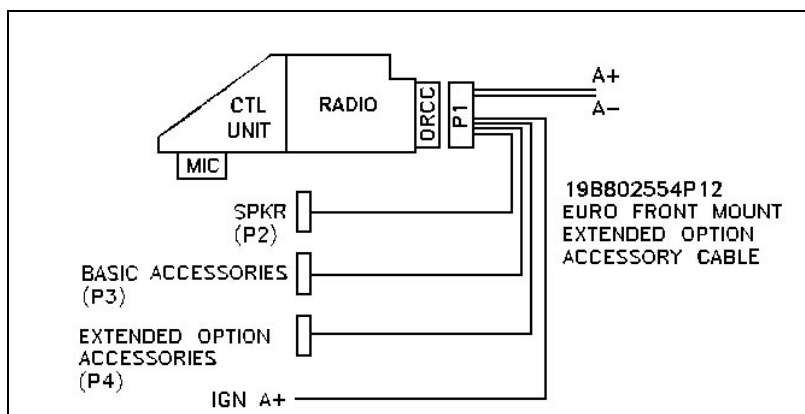 CTL
UNIT
RADIO
ORCC
P1
A+
A-
MIC
19B802554P12
EURO FRONT MOUNT
EXTENDED OPTION
ACCESSORY CABLE
SPKR
(P2)
BASIC ACCESSORIES
(P3)
EXTENDED OPTION
ACCESSORIES
(P4)
IGN A+